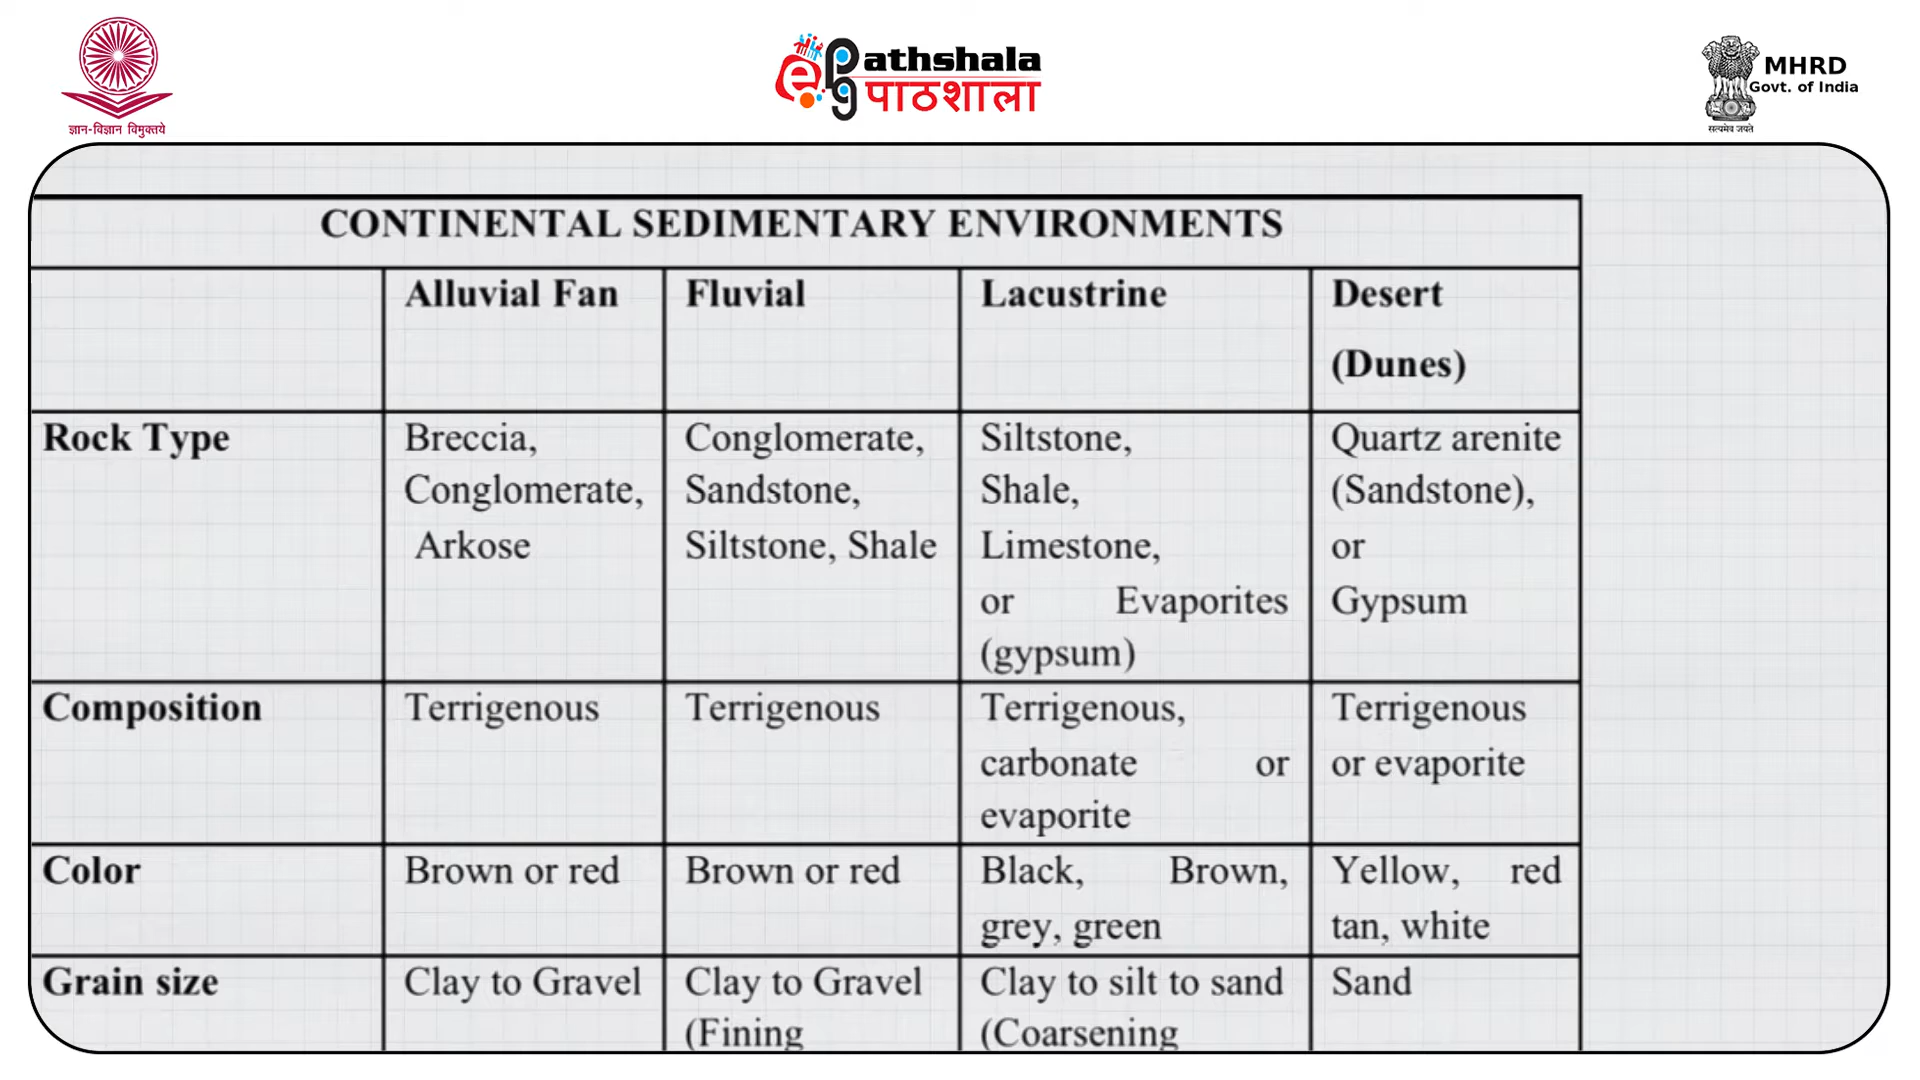 ज्ञान-विज्ञान विमुक्तये
ePG Pathshala
पाठशाला
MHRD
Govt. of India
सत्यमेव जयते
CONTINENTAL SEDIMENTARY ENVIRONMENTS
Alluvial Fan
Fluvial
Lacustrine
Desert
(Dunes)
Rock Type
Breccia,
Conglomerate,
Arkose
Conglomerate,
Sandstone,
Siltstone, Shale
Siltstone,
Shale,
Limestone,
or Evaporites
(gypsum)
Quartz arenite
(Sandstone),
or
Gypsum
Composition
Terrigenous
Terrigenous
Terrigenous,
carbonate or
evaporite
Terrigenous
or evaporite
Color
Brown or red
Brown or red
Black, Brown,
grey, green
Yellow, red
tan, white
Grain size
Clay to Gravel
Clay to Gravel
(Fining
Clay to silt to sand
(Coarsening
Sand